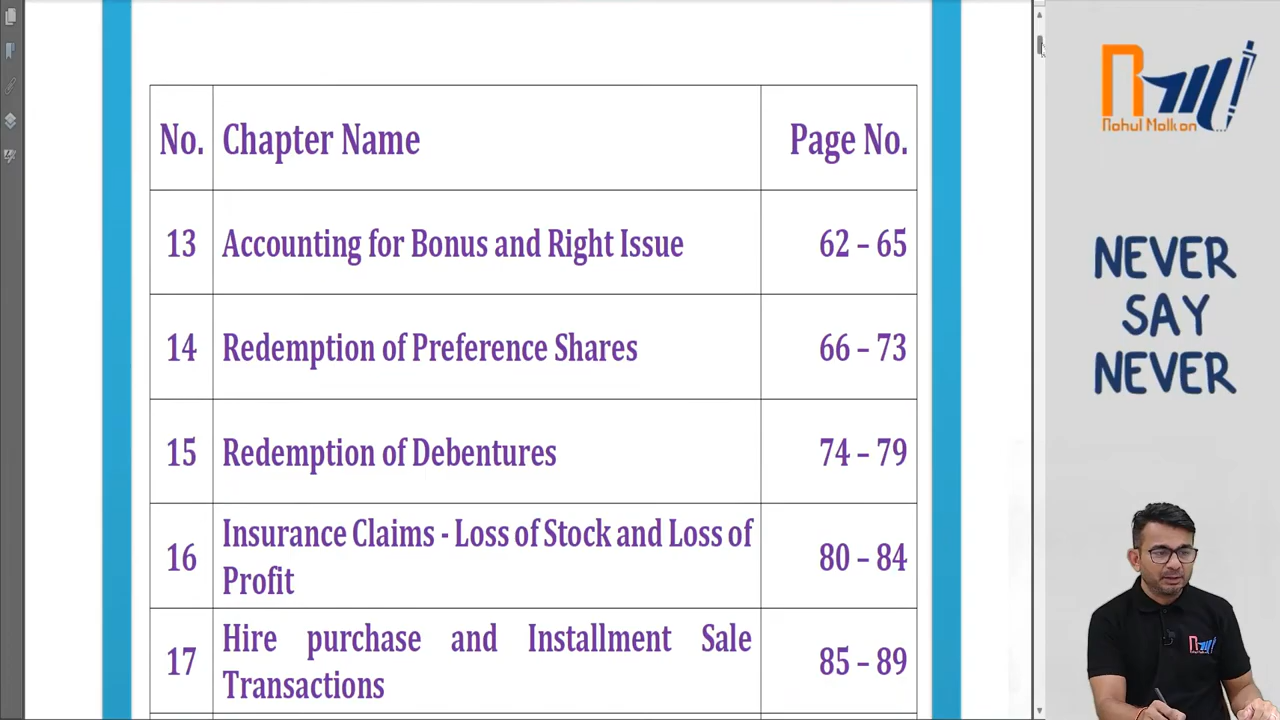 No. Chapter Name Page No.
13 Accounting for Bonus and Right Issue 62 – 65
14 Redemption of Preference Shares 66 – 73
15 Redemption of Debentures 74 – 79
16 Insurance Claims - Loss of Stock and Loss of Profit 80 – 84
17 Hire purchase and Installment Sale Transactions 85 – 89
Rahul Malkan
NEVER
SAY
NEVER